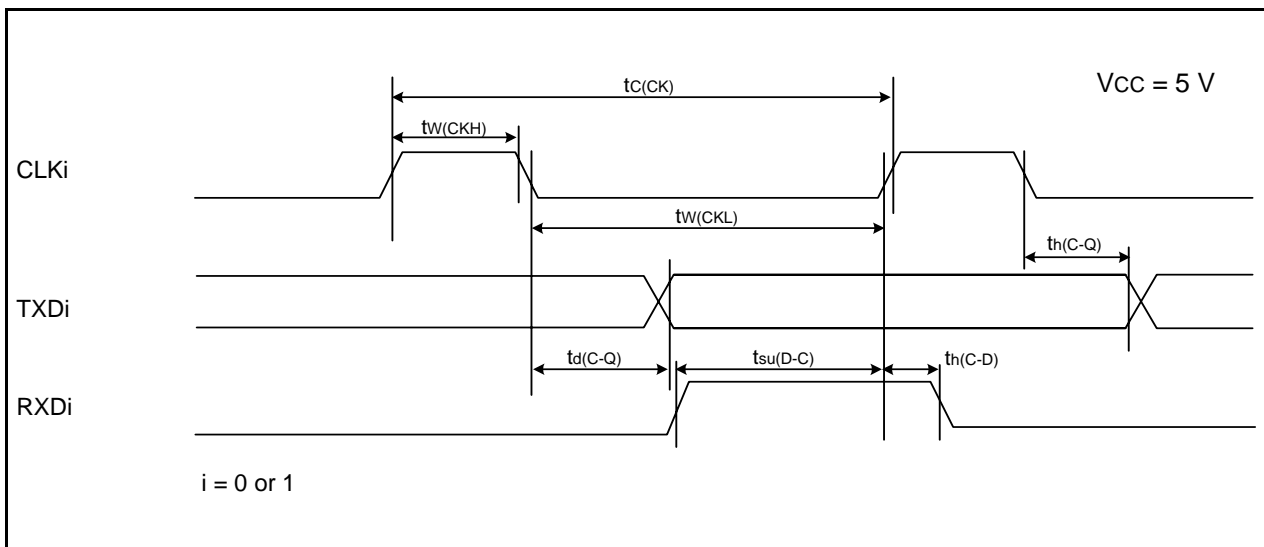 VCC = 5 V
tC(CK)
tW(CKH)
CLKi
tW(CKL)
th(C-Q)
TXDi
td(C-Q)
tsu(D-C)
th(C-D)
RXDi
i = 0 or 1